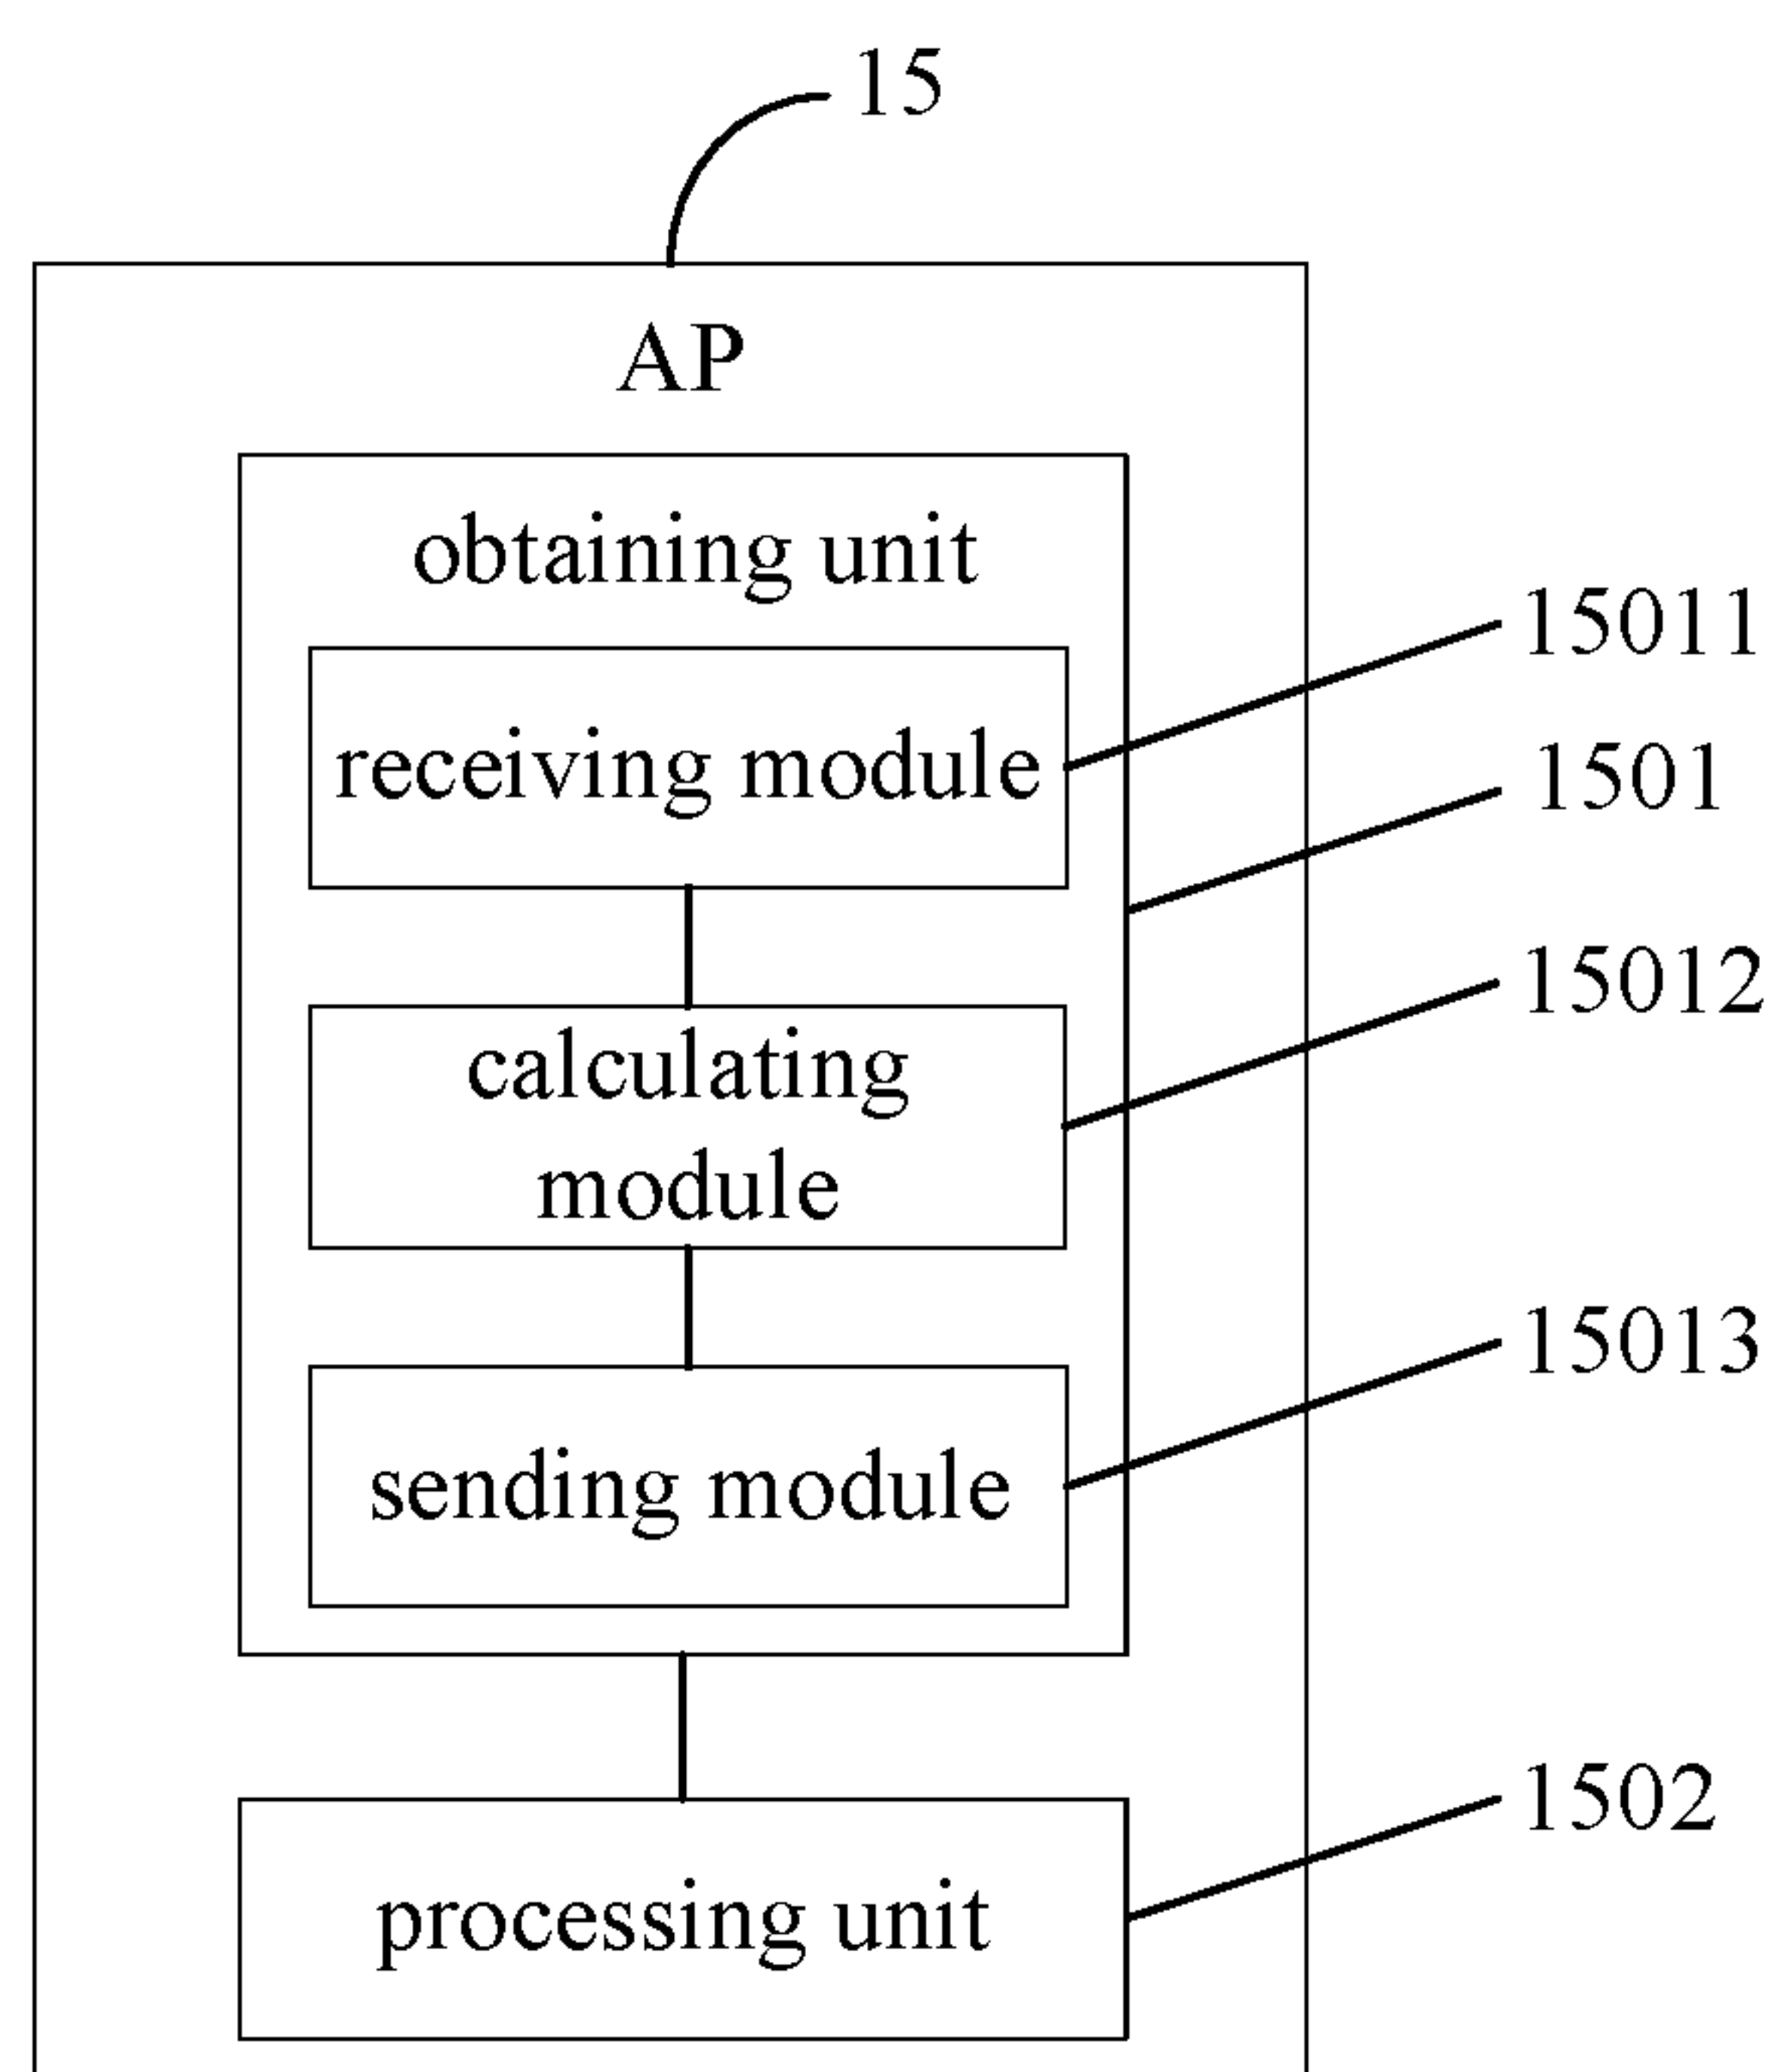 15
AP
obtaining unit
15011
receiving module
1501
15012
calculating
module
15013
sending module
1502
processing unit